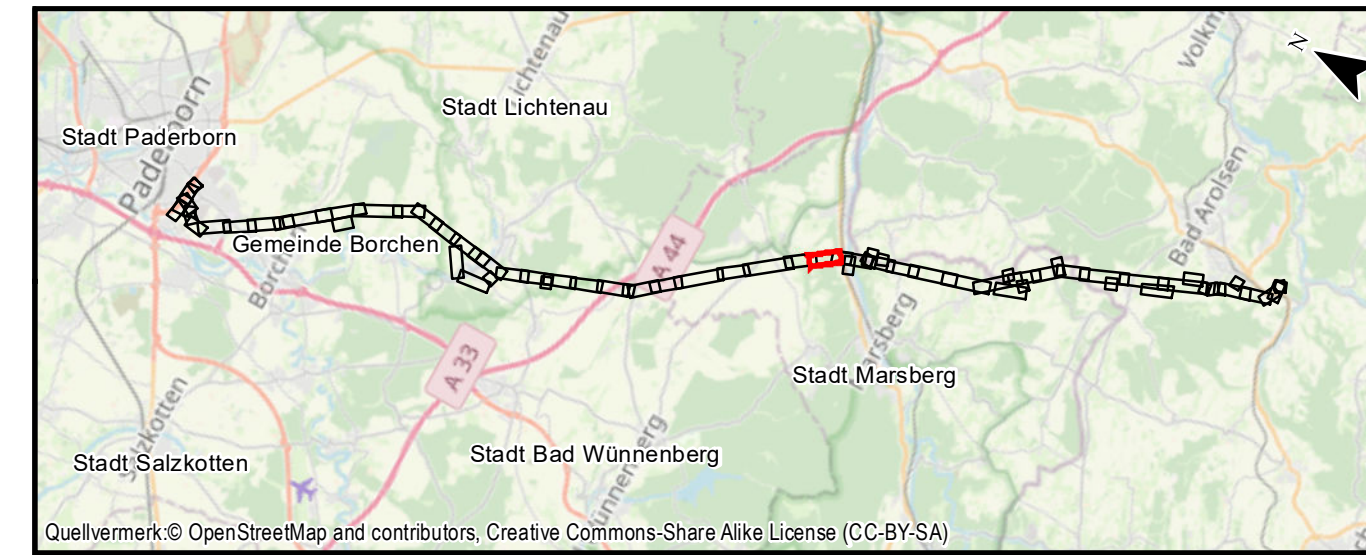 N
Volkm
Lichtenau
Stadt Lichtenau
Stadt Paderborn
Paderborn
Bad Arolsen
Gemeinde Borchen
Borchen
A 44
A 33
Marsberg
Stadt Marsberg
Salzkotten
Stadt Salzkotten
Stadt Bad Wünnenberg
Wünnenberg
Quellvermerk:© OpenStreetMap and contributors, Creative Commons-Share Alike License (CC-BY-SA)